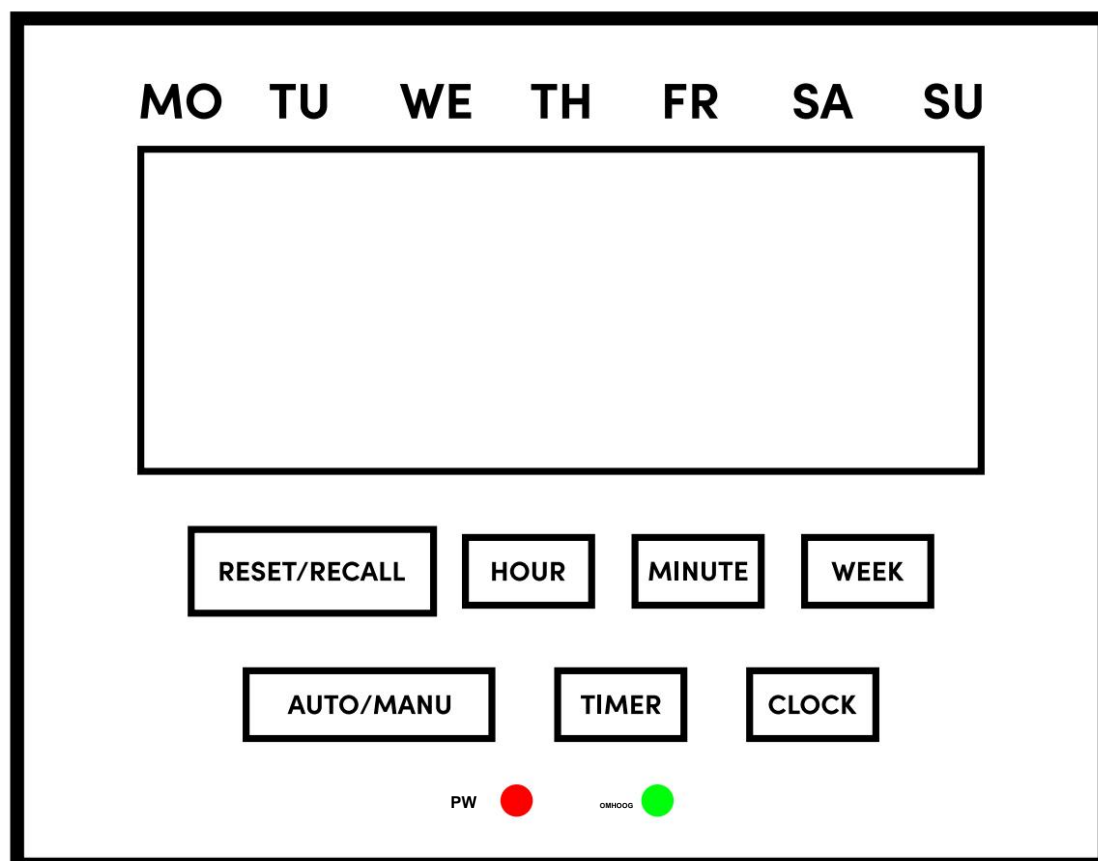 MO TU WE TH FR SA SU
RESET/RECALL HOUR MINUTE WEEK
AUTO/MANU TIMER CLOCK
PW OMHOOG